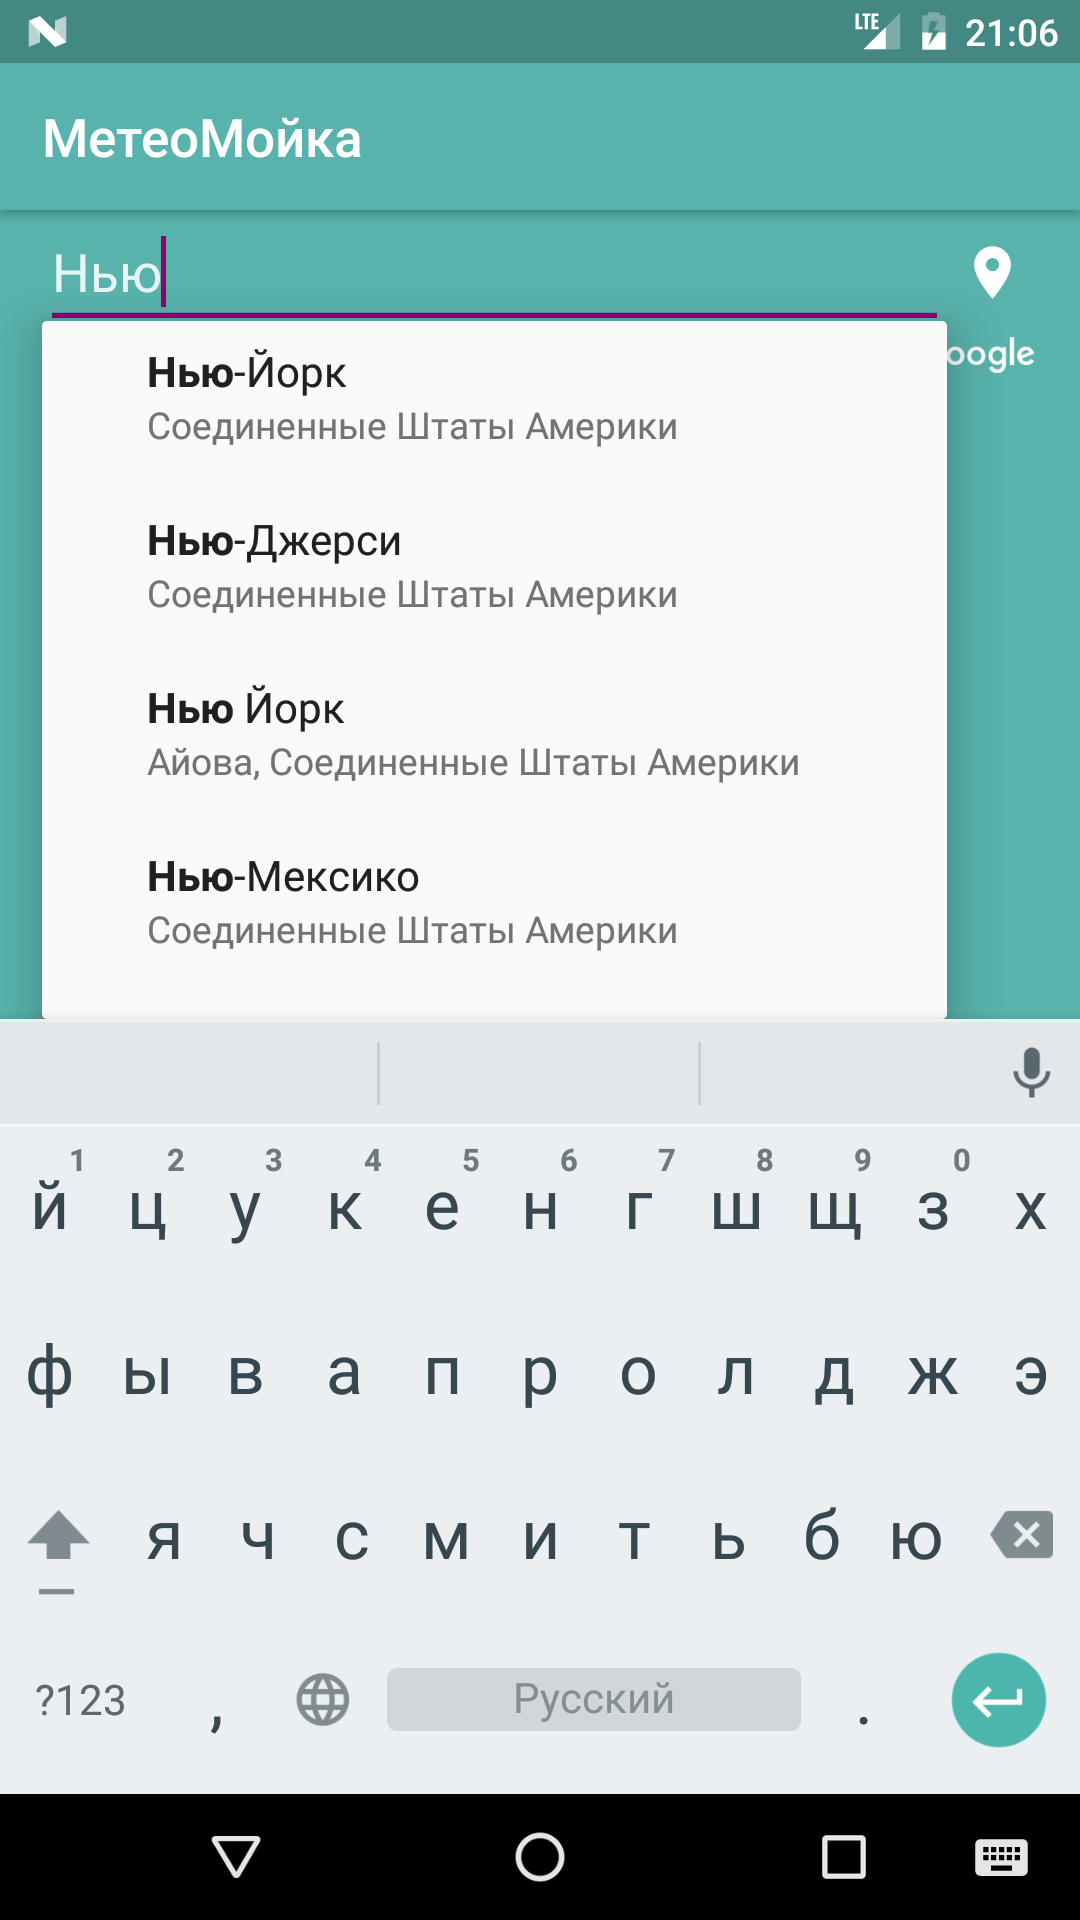 LTE 21:06
МетеоМойка
Нью
oogle
Нью-Йорк
Соединенные Штаты Америки
Нью-Джерси
Соединенные Штаты Америки
Нью Йорк
Айова, Соединенные Штаты Америки
Нью-Мексико
Соединенные Штаты Америки
1 2 3 4 5 6 7 8 9 0
й ц у к е н г ш щ з х
ф ы в а п р о л д ж э
я ч с м и т ь б ю
?123 , Русский .